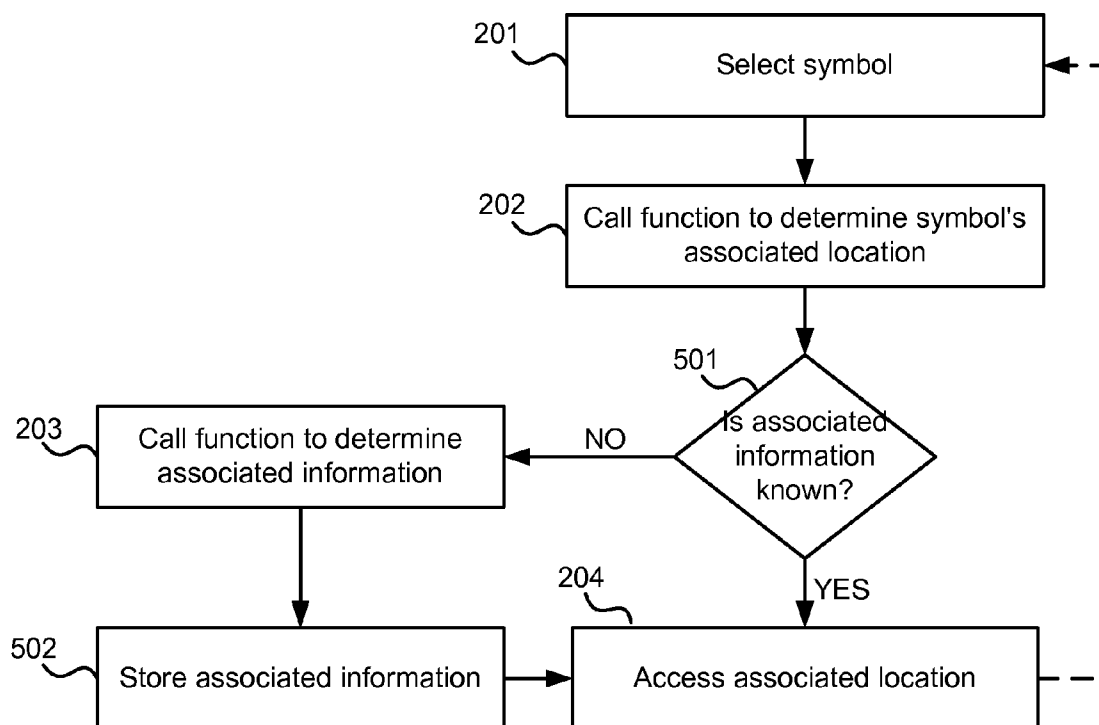 201
Select symbol
202
Call function to determine symbol's
associated location
501
Is associated
information
known?
NO
203
Call function to determine
associated information
YES
204
502
Store associated information
Access associated location